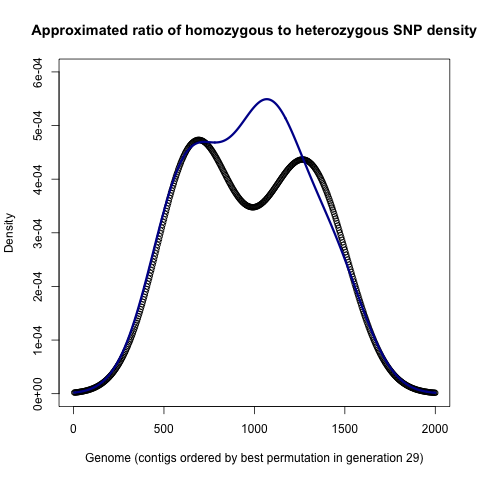 Approximated ratio of homozygous to heterozygous SNP density
6e-04
5e-04
4e-04
3e-04
2e-04
1e-04
0e+00
Density
0 500 1000 1500 2000
Genome (contigs ordered by best permutation in generation 29)